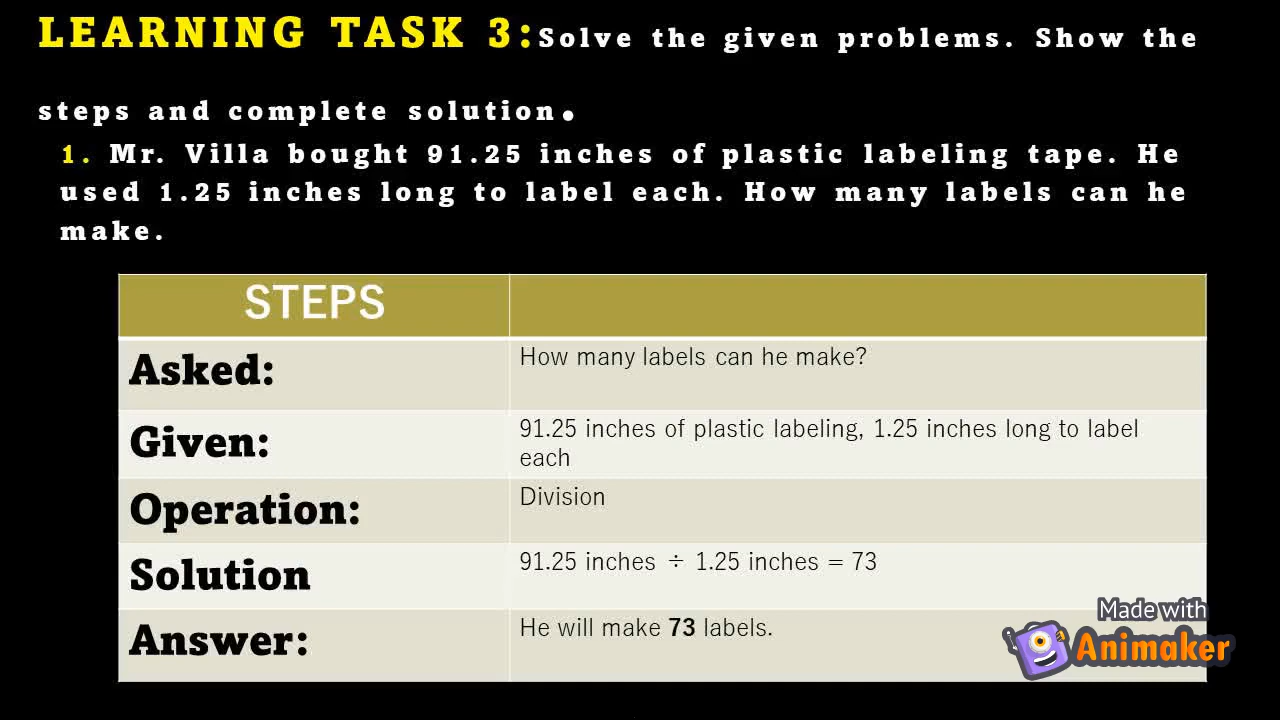 LEARNING TASK 3:Solve the given problems. Show the
steps and complete solution.
1. Mr. Villa bought 91.25 inches of plastic labeling tape. He
used 1.25 inches long to label each. How many labels can he
make.
STEPS
Asked:
How many labels can he make?
Given:
91.25 inches of plastic labeling, 1.25 inches long to label
each
Operation:
Division
Solution
91.25 inches ÷ 1.25 inches = 73
Answer:
He will make 73 labels.
Made with
Animaker